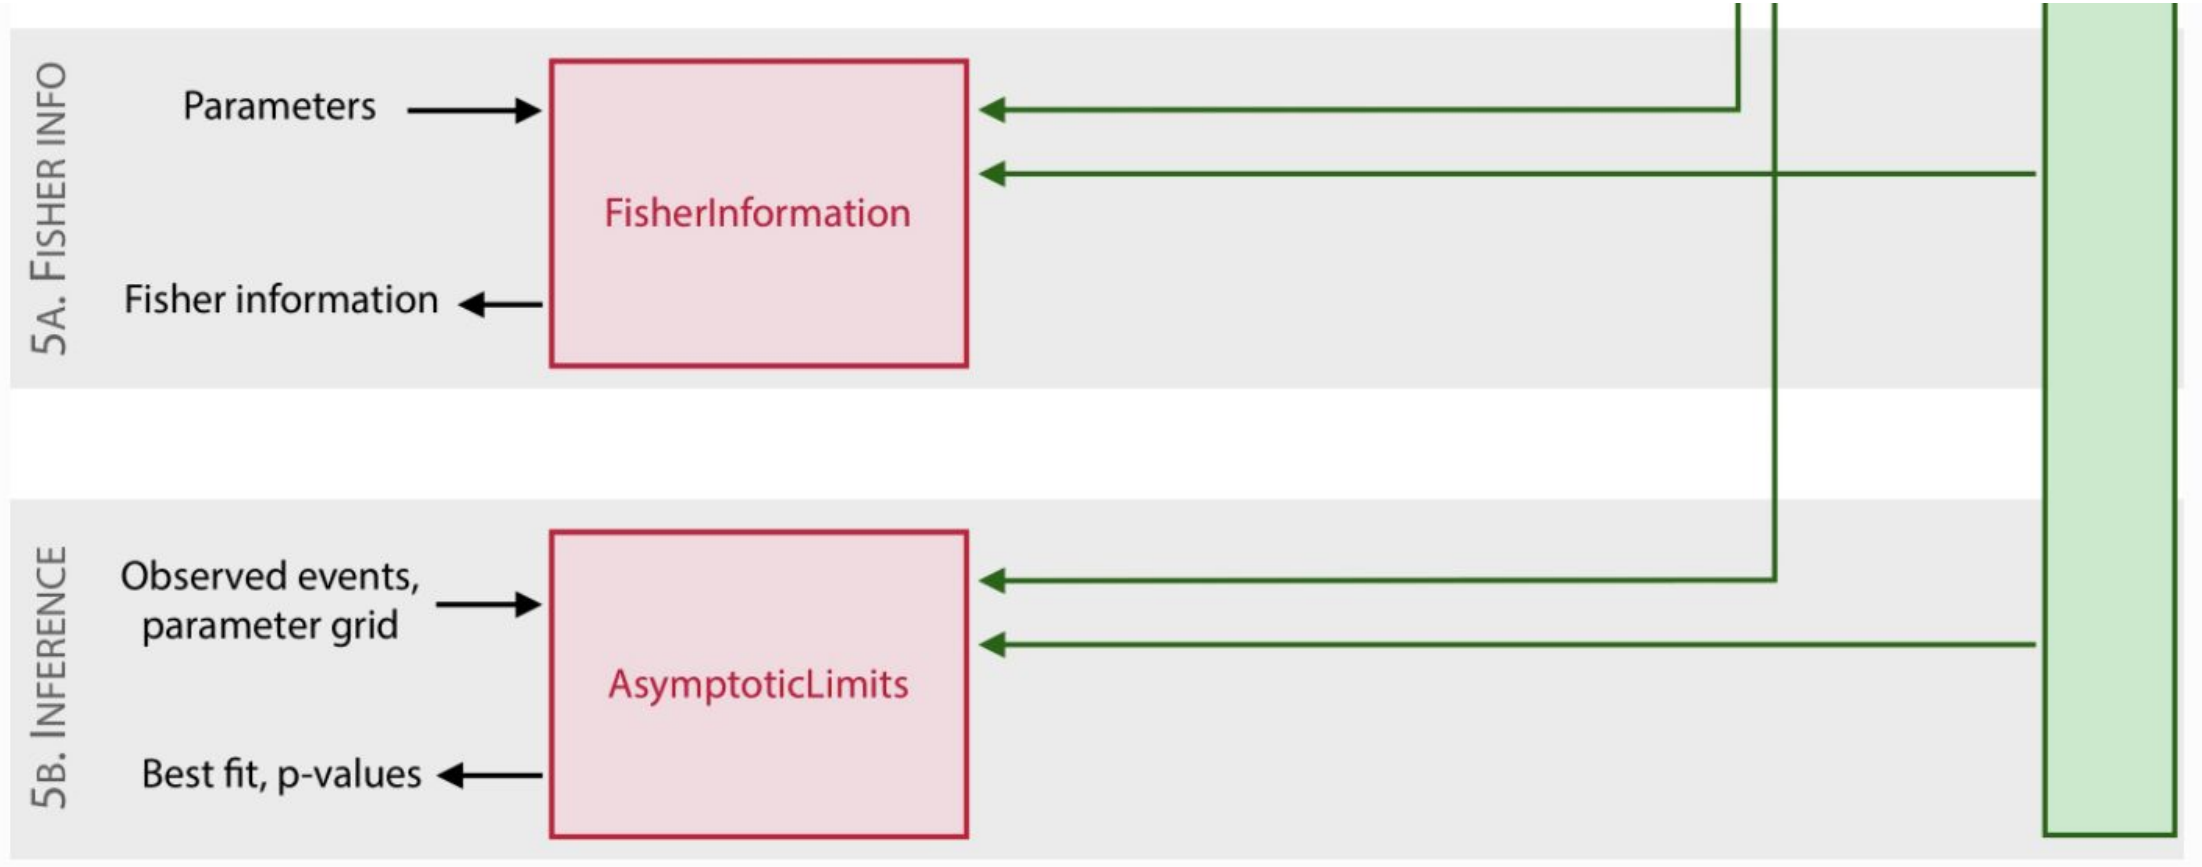 5A. FISHER INFO
Parameters
FisherInformation
Fisher information
5B. INFERENCE
Observed events,
parameter grid
AsymptoticLimits
Best fit, p-values